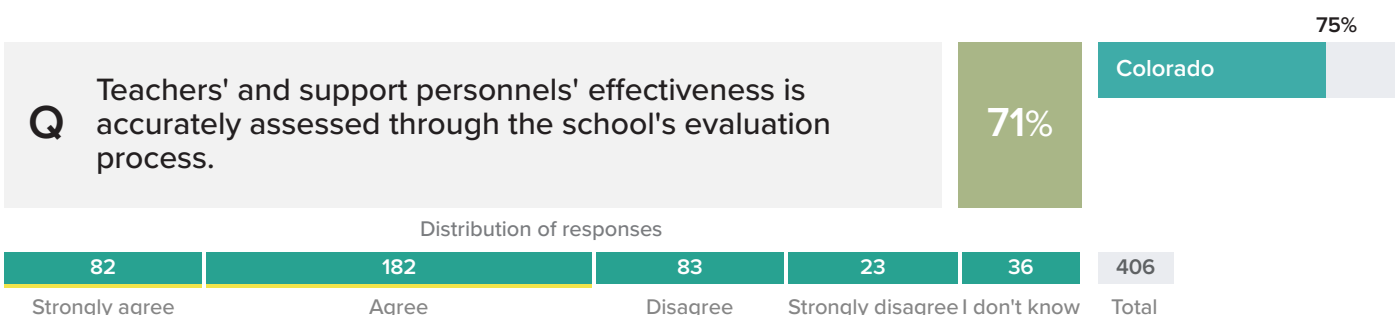 75%
Q
Teachers' and support personnels' effectiveness is
accurately assessed through the school's evaluation
process.
71%
Colorado
Distribution of responses
82 182 83 23 36 406
Strongly agree Agree Disagree Strongly disagree I don't know Total